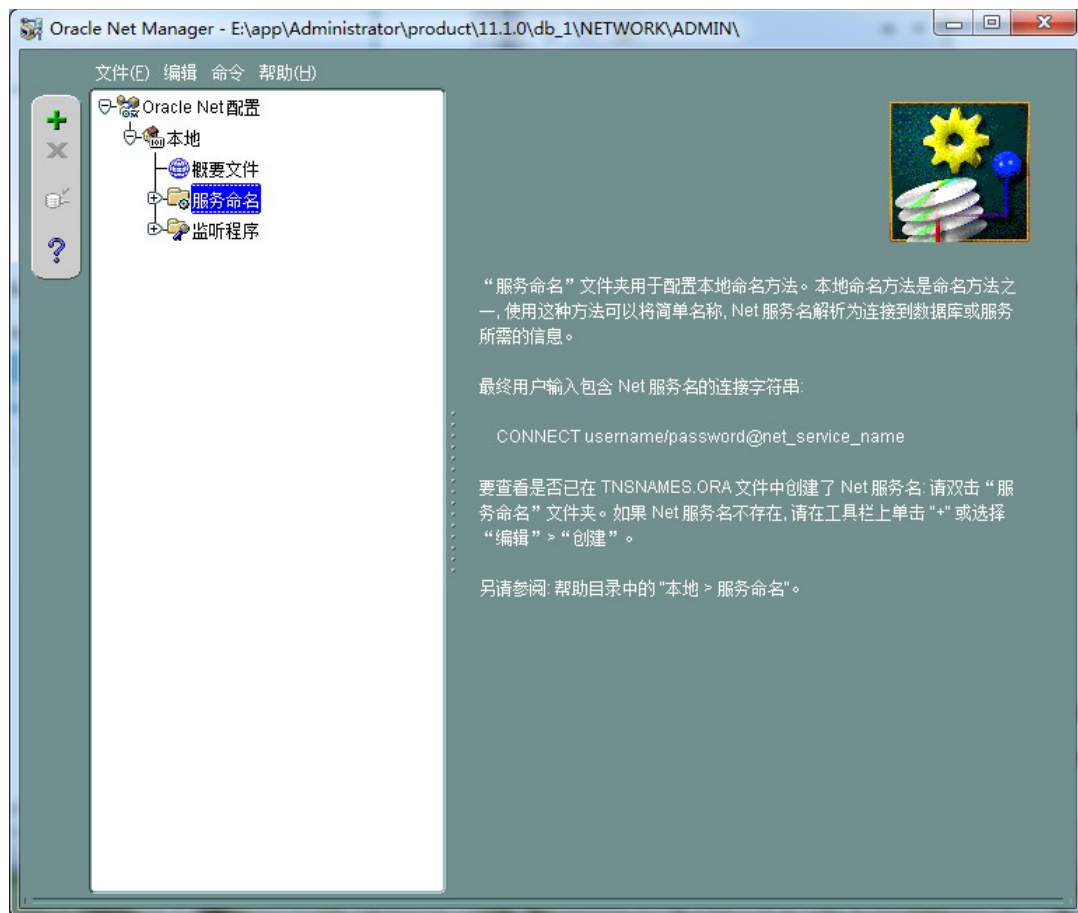 Oracle Net Manager - E:\app\Administrator\product\11.1.0\db_1\NETWORK\ADMIN\
文件(F) 编辑 命令 帮助(H)
Oracle Net 配置
本地
概要文件
服务命名
监听程序
“服务命名”文件夹用于配置本地命名方法。本地命名方法是命名方法之
一, 使用这种方法可以将简单名称, Net 服务名解析为连接到数据库或服务
所需的信息。
最终用户输入包含 Net 服务名的连接字符串:
CONNECT username/password@net_service_name
要查看是否已在 TNSNAMES.ORA 文件中创建了 Net 服务名: 请双击“服
务命名”文件夹。如果 Net 服务名不存在, 请在工具栏上单击 "+" 或选择
“编辑”>“创建”。
另请参阅: 帮助目录中的 "本地 > 服务命名"。